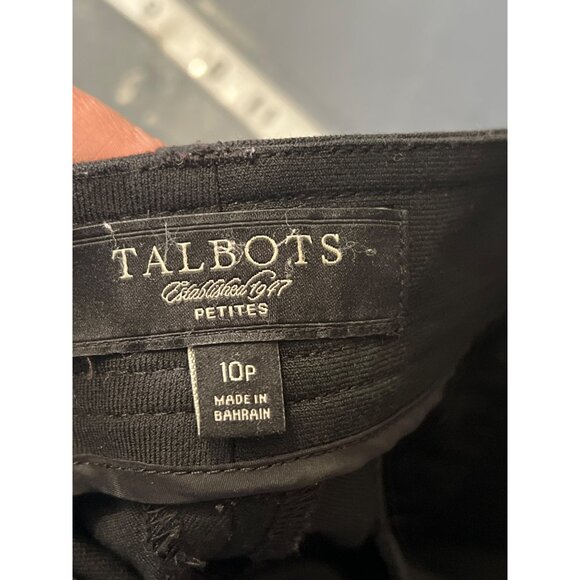 TALBOTS
Established 1947
PETITES
10P
MADE IN
BAHRAIN